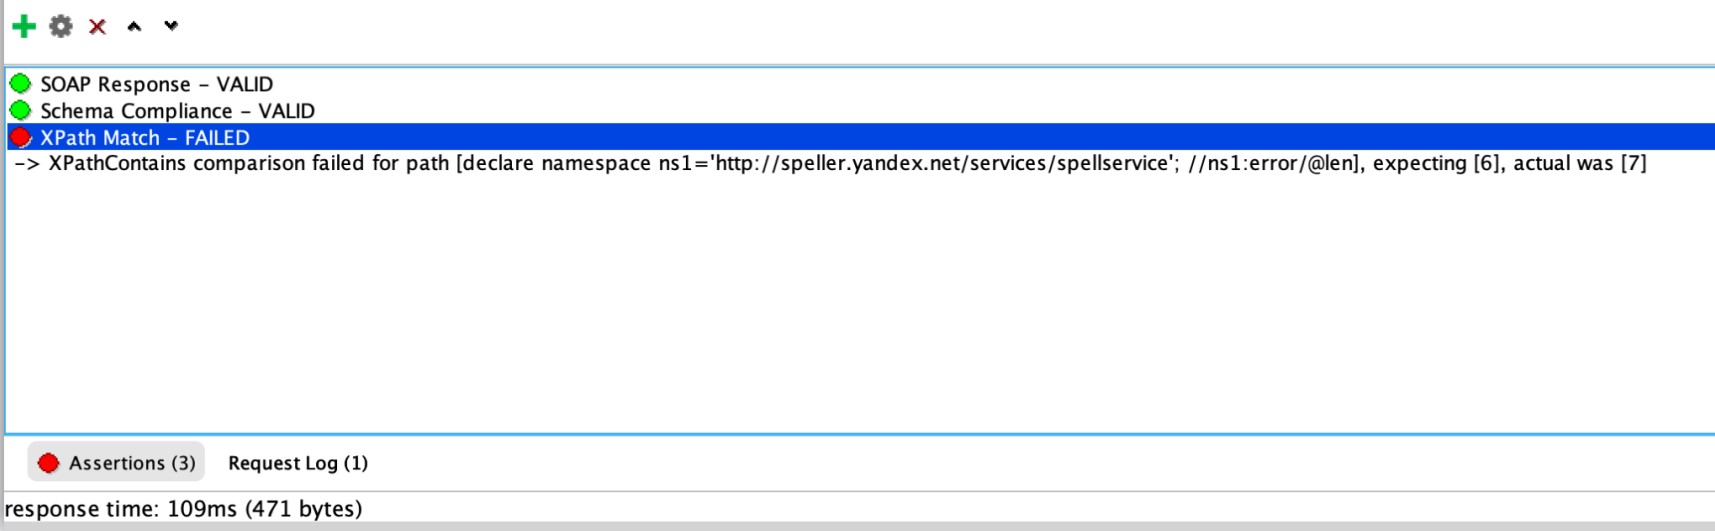 SOAP Response – VALID
Schema Compliance – VALID
XPath Match – FAILED
-> XPathContains comparison failed for path [declare namespace ns1='http://speller.yandex.net/services/spellservice'; //ns1:error/@len], expecting [6], actual was [7]
Assertions (3) Request Log (1)
response time: 109ms (471 bytes)